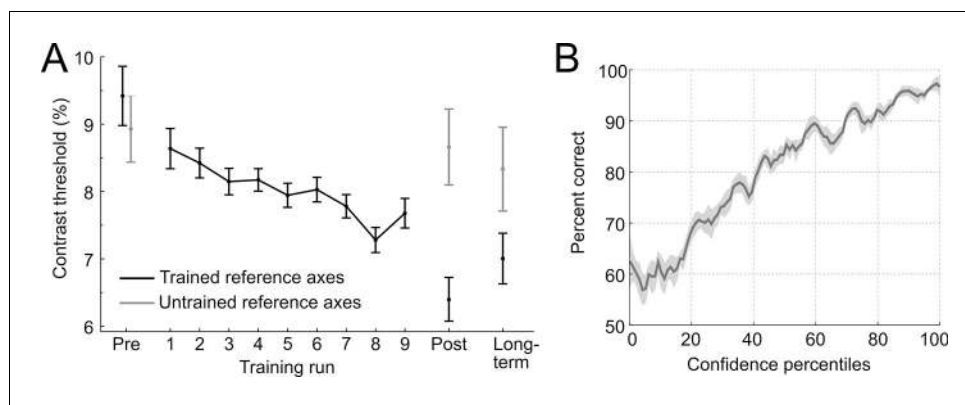 A
Contrast threshold (%)
10
9
8
7
6
Trained reference axes
Untrained reference axes
Pre 1 2 3 4 5 6 7 8 9 Post Long-
term
Training run
B
Percent correct
100
90
80
70
60
50
0 20 40 60 80 100
Confidence percentiles